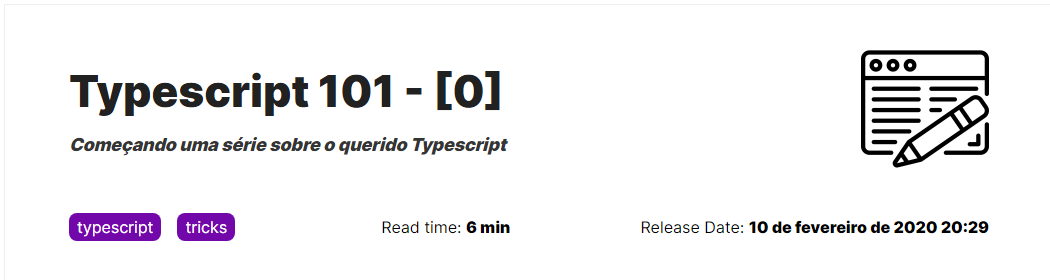 Typescript 101 - [0]
Começando uma série sobre o querido Typescript
typescript tricks Read time: 6 min Release Date: 10 de fevereiro de 2020 20:29